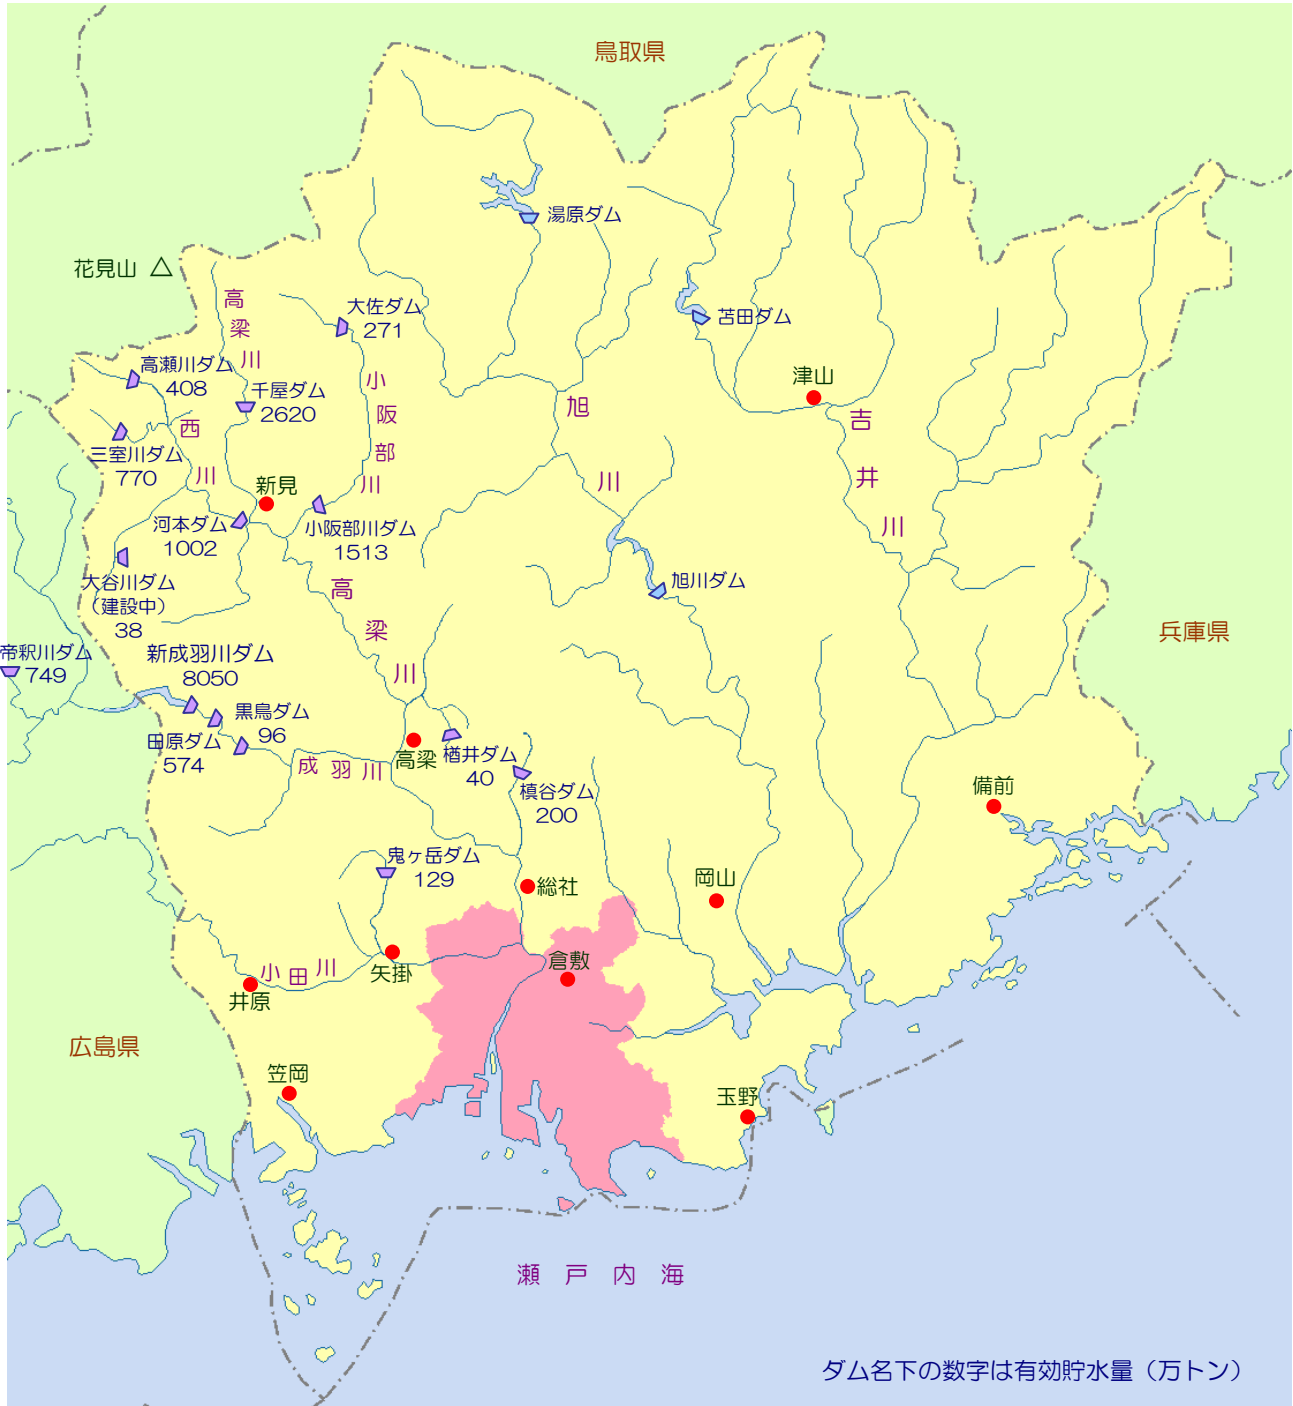 鳥取県
湯原ダム
花見山
高
梁
川
大佐ダム
271
苫田ダム
高瀬川ダム
408
千屋ダム
2620
小
阪
部
川
津山
旭
川
吉
井
川
西
川
三室川ダム
770
新見
河本ダム
1002
小阪部川ダム
1513
大谷川ダム
（建設中）
38
高
梁
川
旭川ダム
兵庫県
帝釈川ダム
749
新成羽川ダム
8050
黒鳥ダム
96
田原ダム
574
成羽川
高梁
楢井ダム
40
槙谷ダム
200
備前
鬼ヶ岳ダム
129
総社
岡山
小田川
矢掛
倉敷
井原
広島県
笠岡
玉野
瀬戸内海
ダム名下の数字は有効貯水量（万トン）